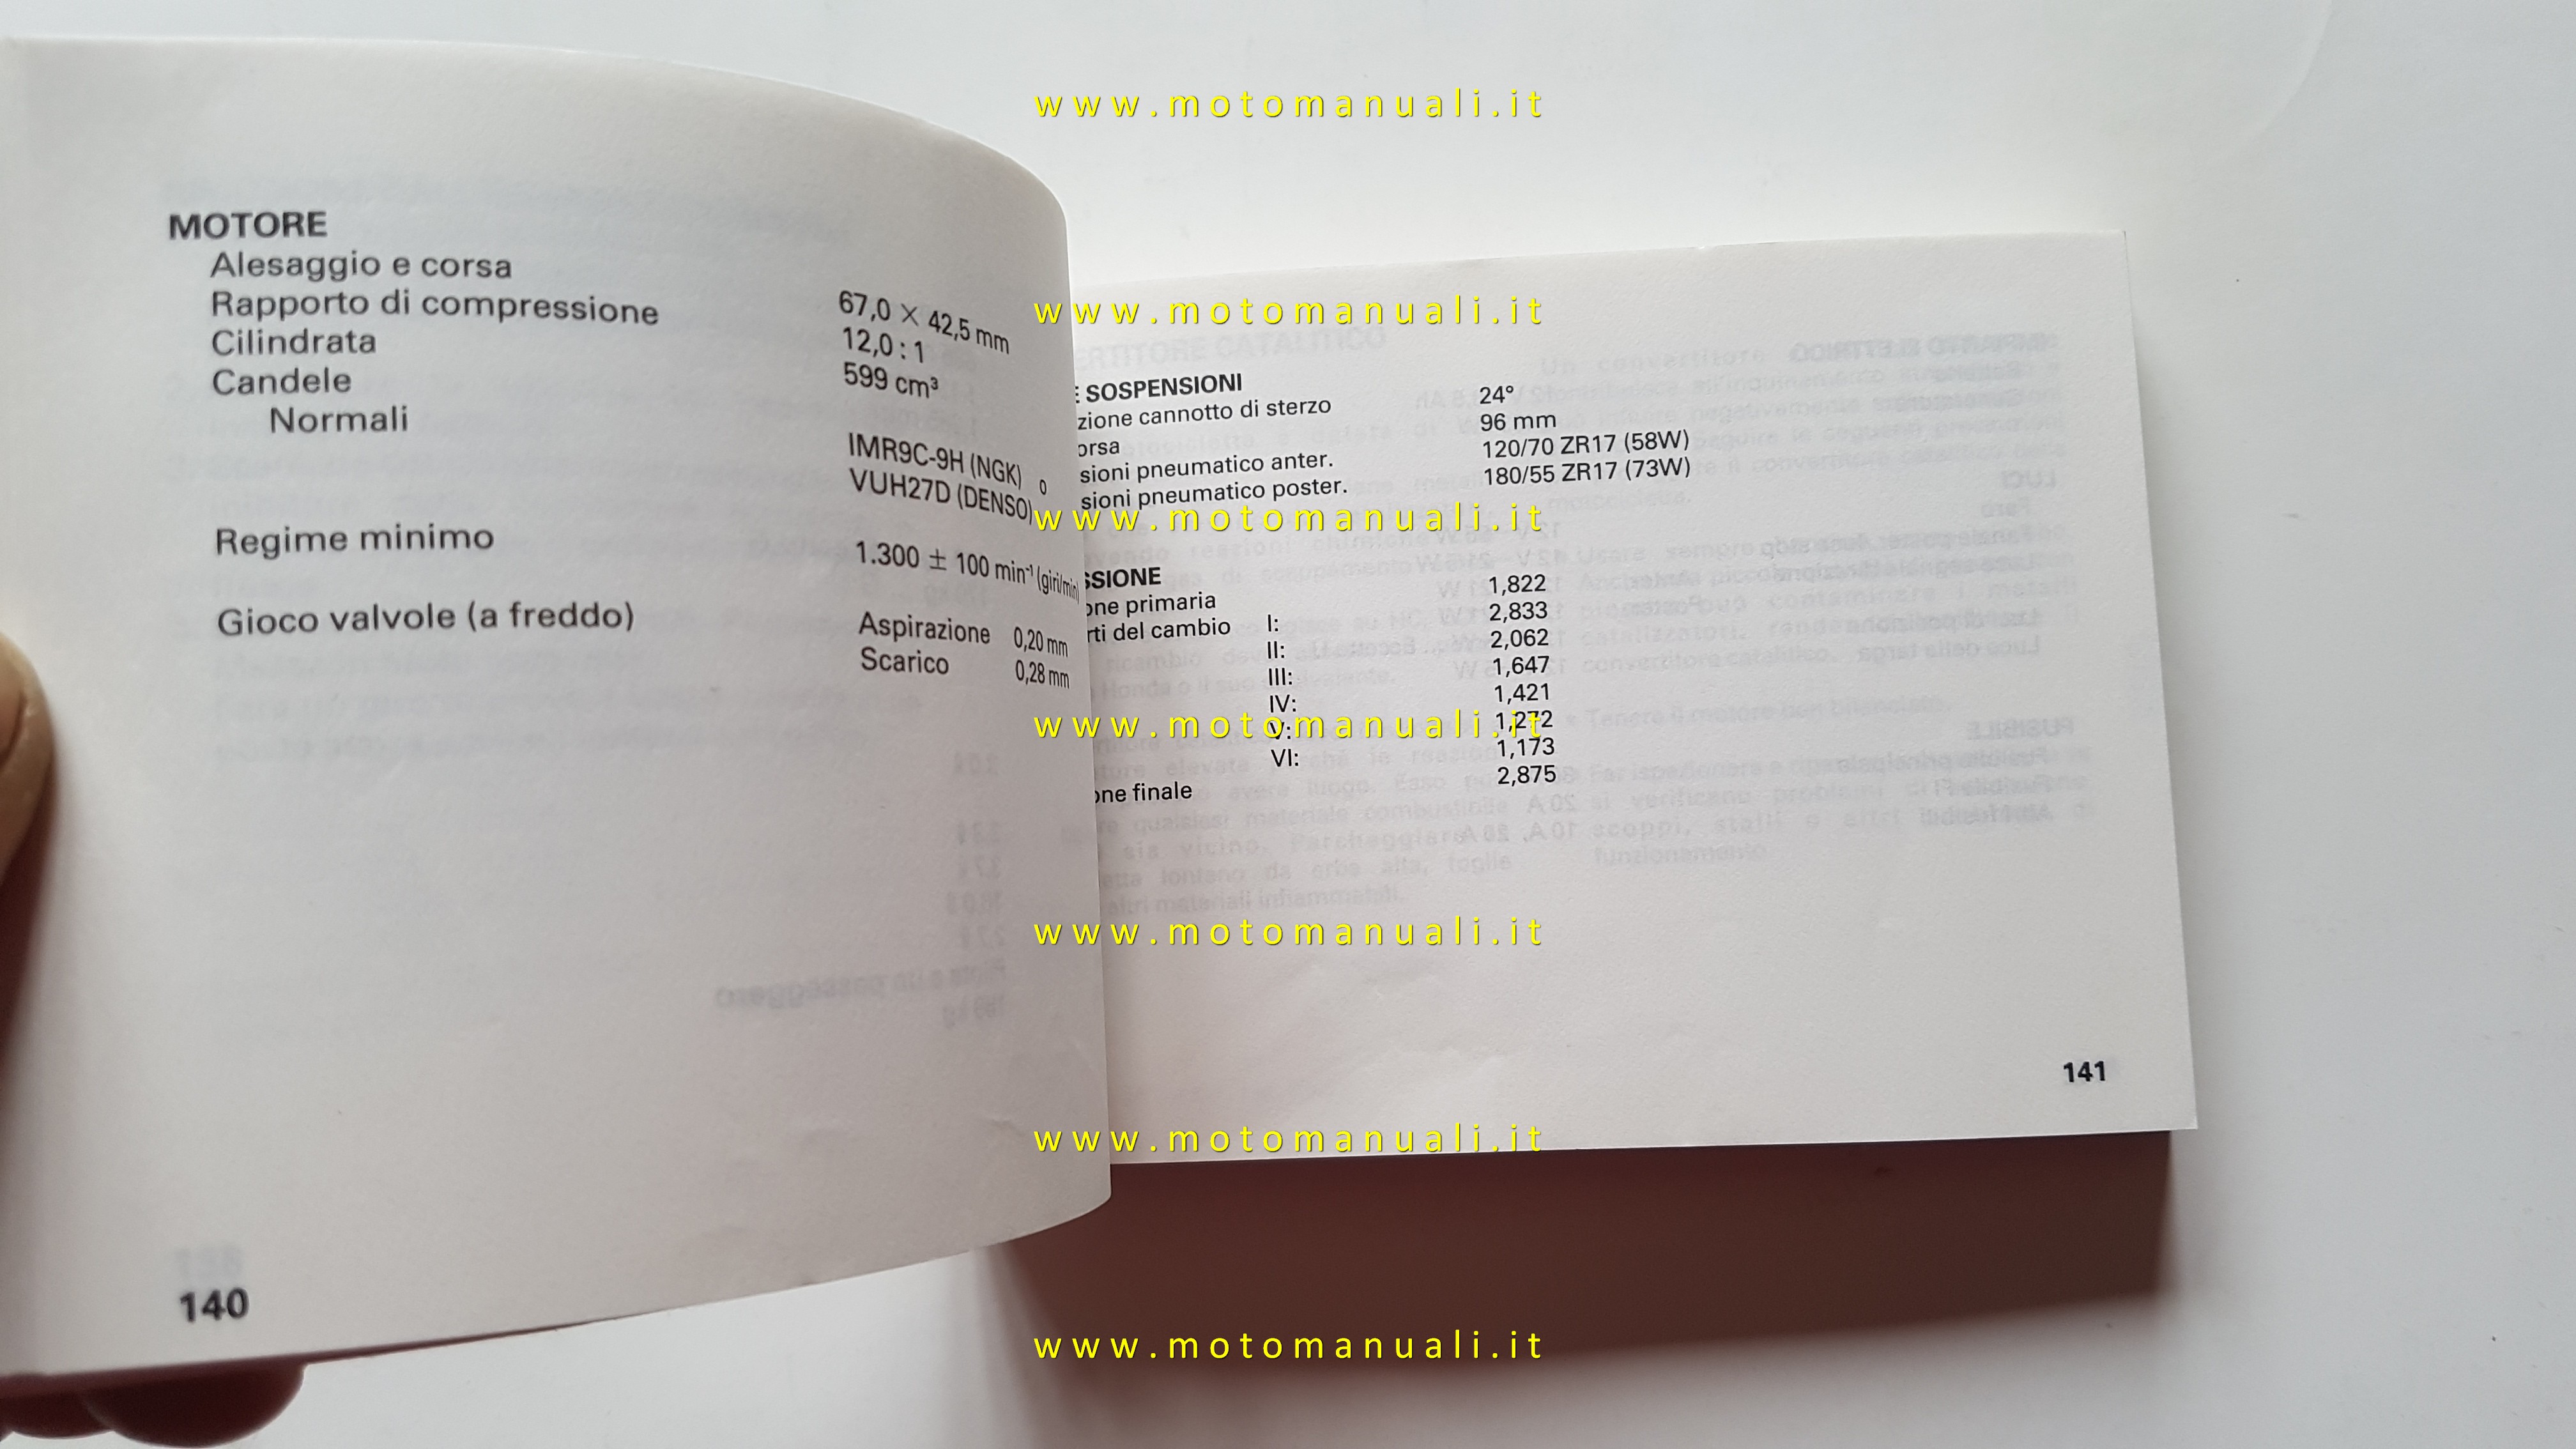 MOTORE
Alesaggio e corsa 67,0 × 42,5 mm
Rapporto di compressione 12,0 : 1
Cilindrata 599 cm³
Candele
Normali IMR9C-9H (NGK) o
VUH27D (DENSO)
Regime minimo 1.300 ± 100 min⁻¹ (giri/min)
Gioco valvole (a freddo) Aspirazione 0,20 mm
Scarico 0,28 mm
140
E SOSPENSIONI
zione cannotto di sterzo 24°
orsa 96 mm
sioni pneumatico anter. 120/70 ZR17 (58W)
sioni pneumatico poster. 180/55 ZR17 (73W)
SSIONE
one primaria 1,822
rti del cambio I: 2,833
II: 2,062
III: 1,647
IV: 1,421
V: 1,272
VI: 1,173
one finale 2,875
141
www.motomanuali.it
www.motomanuali.it
www.motomanuali.it
www.motomanuali.it
www.motomanuali.it
www.motomanuali.it
www.motomanuali.it